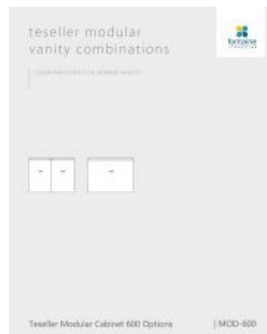 teseller modular
vanity combinations
fontaine
Teseller Modular Cabinet 600 Options
| MOD-600